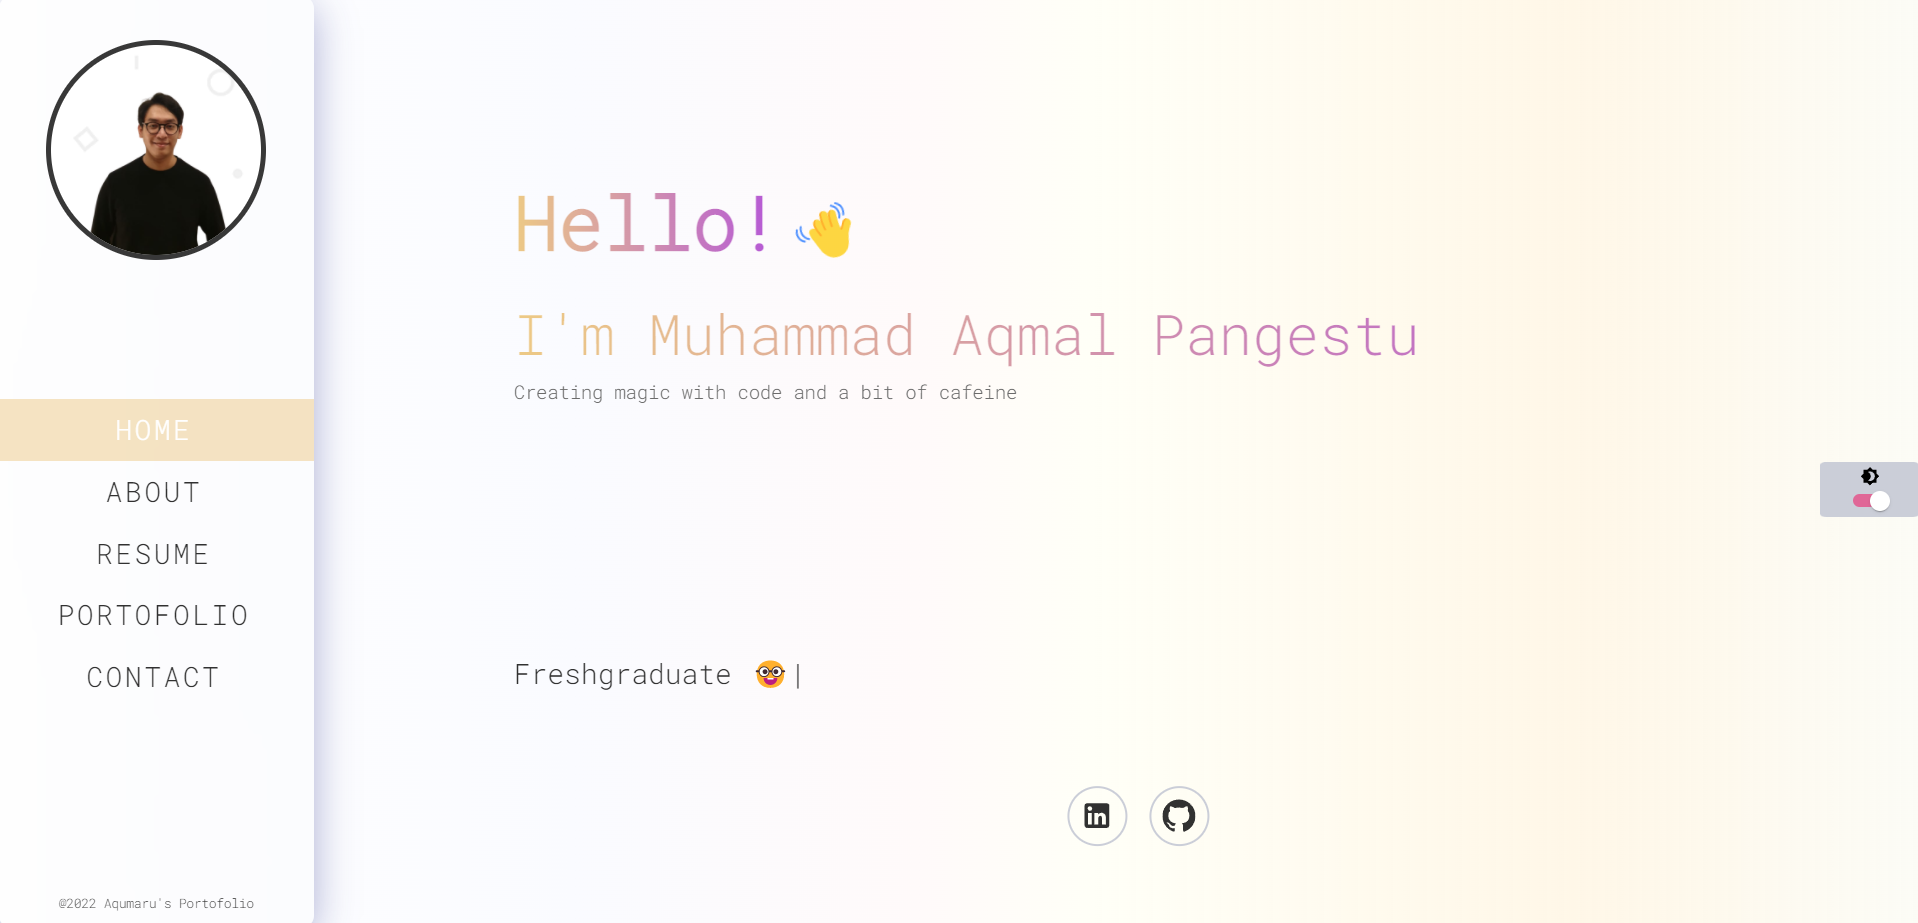 HOME
ABOUT
RESUME
PORTOFOLIO
CONTACT
@2022 Aqumaru's Portofolio
Hello! 👋
I'm Muhammad Aqmal Pangestu
Creating magic with code and a bit of cafeine
Freshgraduate 🤓|
in